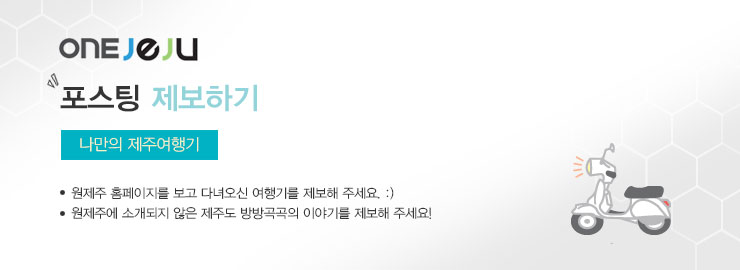 ONE JEJU
포스팅 제보하기
나만의 제주여행기
• 원제주 홈페이지를 보고 다녀오신 여행기를 제보해 주세요. :)
• 원제주에 소개되지 않은 제주도 방방곡곡의 이야기를 제보해 주세요!